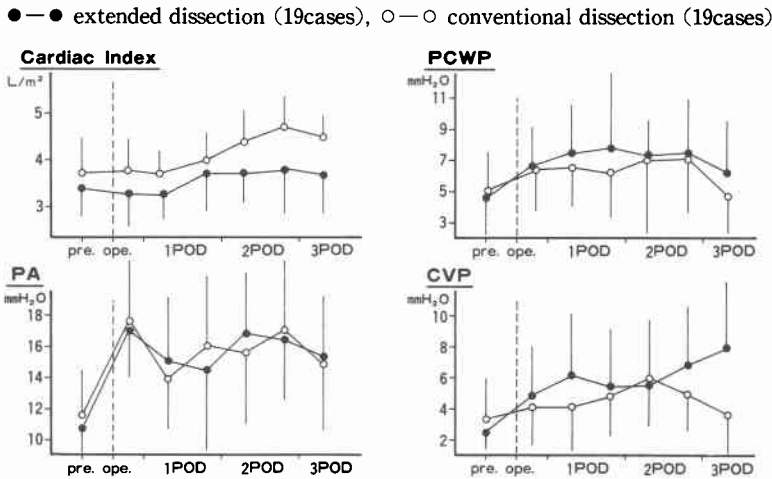 ●—● extended dissection (19cases), ○—○ conventional dissection (19cases)
Cardiac Index
L/m²
5
4
3
pre. ope. 1POD 2POD 3POD
PCWP
mmH₂O
11
9
7
5
3
pre. ope. 1POD 2POD 3POD
PA
mmH₂O
18
16
14
12
10
pre. ope. 1POD 2POD 3POD
CVP
mmH₂O
10
8
6
4
2
pre. ope. 1POD 2POD 3POD